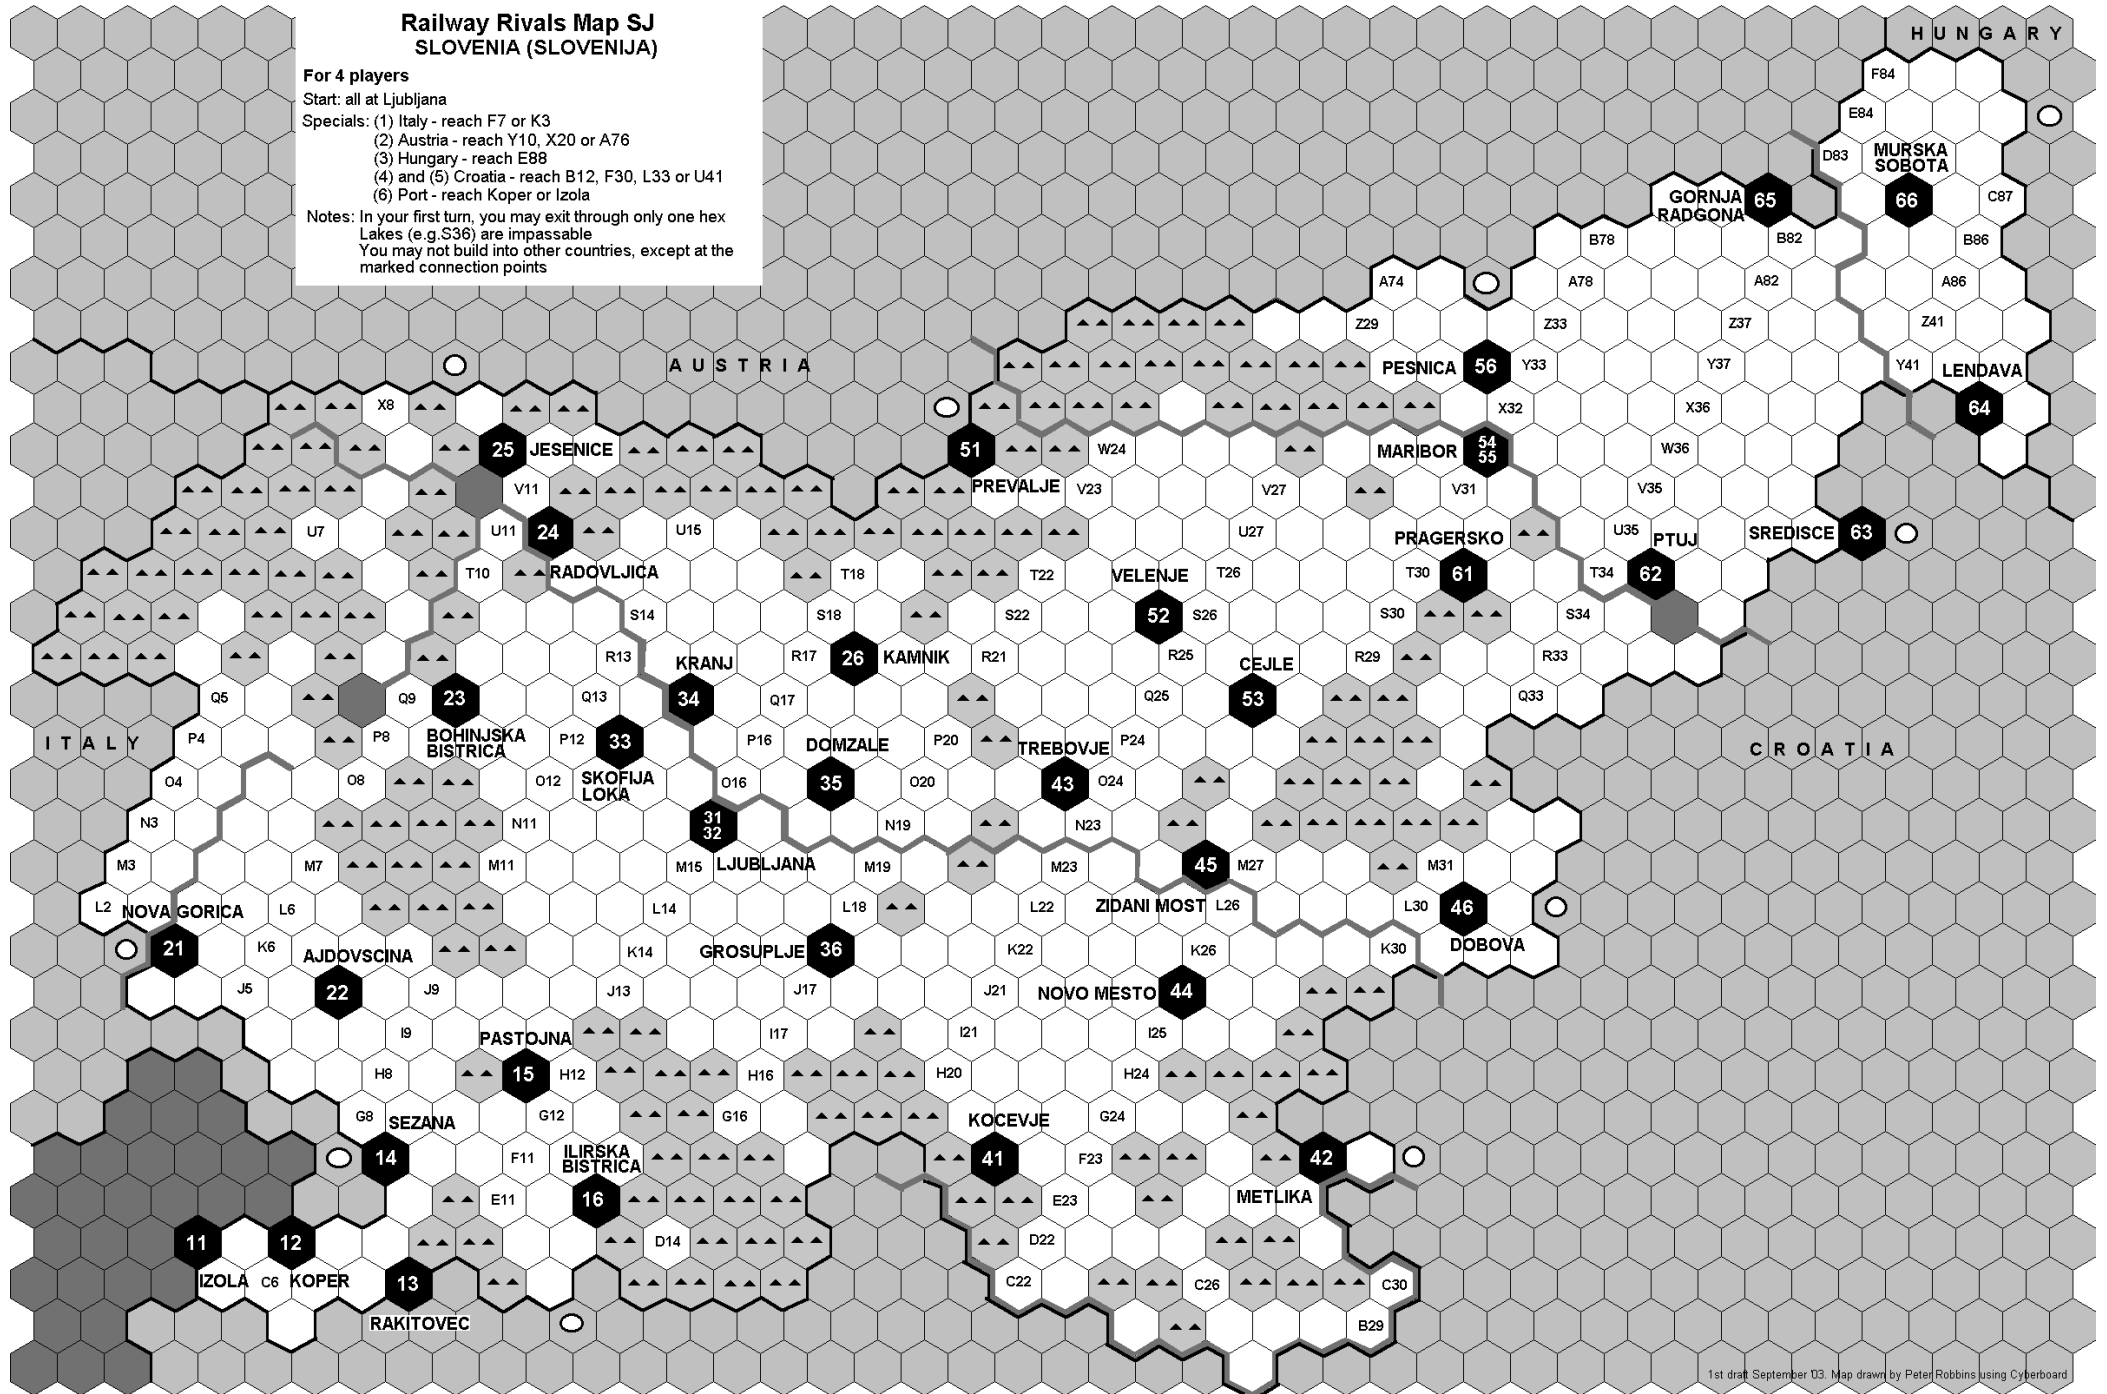 Railway Rivals Map SJ
SLOVENIA (SLOVENIJA)
For 4 players
Start: all at Ljubljana
Specials: (1) Italy - reach F7 or K3
(2) Austria - reach Y10, X20 or A76
(3) Hungary - reach E88
(4) and (5) Croatia - reach B12, F30, L33 or U41
(6) Port - reach Koper or Izola
Notes: In your first turn, you may exit through only one hex
Lakes (e.g.S36) are impassable
You may not build into other countries, except at the
marked connection points
HUNGARY
F84
E84
D83 MURSKA
SOBOTA
GORNJA
RADGONA 65 66 C87
B78 B82 B86
A74 A78 A82 A86
Z29 Z33 Z37 Z41
AUSTRIA PESNICA 56 Y33 Y37 Y41 LENDAVA
X8 X32 X36 64
25 JESENICE 51 W24 MARIBOR 54 55 W36
V11 PREVALJE V23 V27 V31 V35
U7 U11 24 U15 U27 PRAGERSKO U35 PTUJ SREDISCE 63
T10 RADOVLJICA T18 T22 VELENJE T26 T30 61 T34 62
S14 S18 S22 52 S26 S30 S34
R13 KRANJ R17 26 KAMNIK R21 R25 CEJLE R29 R33
Q5 Q9 23 Q13 34 Q17 Q25 53 Q33
ITALY P4 P8 BOHINJSKA
BISTRICA P12 33 P16 DOMZALE P20 TREBOVJE P24 CROATIA
O4 O8 O12 SKOFIJA
LOKA O16 35 O20 43 O24
N3 N11 31 32 N19 N23
M3 M7 M11 M15 LJUBLJANA M19 M23 45 M27 M31
L2 NOVA GORICA L6 L14 L18 L22 ZIDANI MOST L26 L30 46
21 K6 AJDOVSCINA K14 GROSUPLJE 36 K22 K26 K30 DOBOVA
J5 22 J9 J13 J17 J21 NOVO MESTO 44
I9 PASTOJNA I17 I21 I25
H8 15 H12 H16 H20 H24
G8 SEZANA G12 G16 KOCEVJE G24
14 F11 ILIRSKA
BISTRICA 41 F23 42
E11 16 E23 METLIKA
11 12 D14 D22
IZOLA C6 KOPER 13 C22 C26 C30
RAKITOVEC B29
1st draft September '03. Map drawn by Peter Robbins using Cyberboard